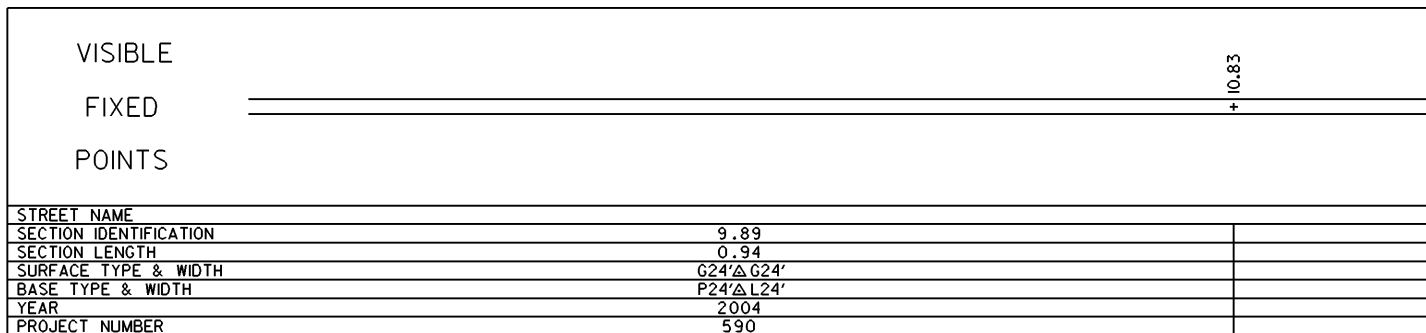 VISIBLE
FIXED
POINTS
+ 10.83
STREET NAME
SECTION IDENTIFICATION 9.89
SECTION LENGTH 0.94
SURFACE TYPE & WIDTH G24'△G24'
BASE TYPE & WIDTH P24'△L24'
YEAR 2004
PROJECT NUMBER 590